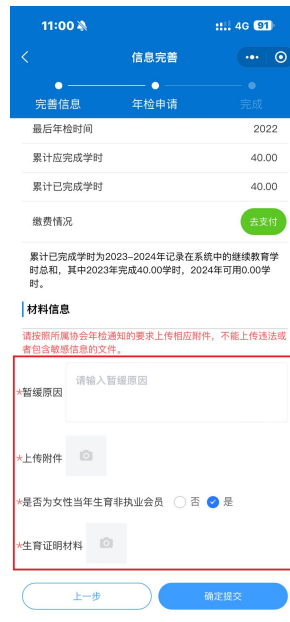 11:00 4G 91
信息完善
完善信息 年检申请 完成
最后年检时间 2022
累计应完成学时 40.00
累计已完成学时 40.00
缴费情况 去支付
累计已完成学时为2023-2024年记录在系统中的继续教育学
时总和，其中2023年完成40.00学时，2024年可用0.00学
时。
材料信息
请按照所属协会年检通知的要求上传相应附件，不能上传违法或
者包含敏感信息的文件。
*暂缓原因 请输入暂缓原因
*上传附件
*是否为女性当年生育非执业会员 否 是
*生育证明材料
上一步 确定提交